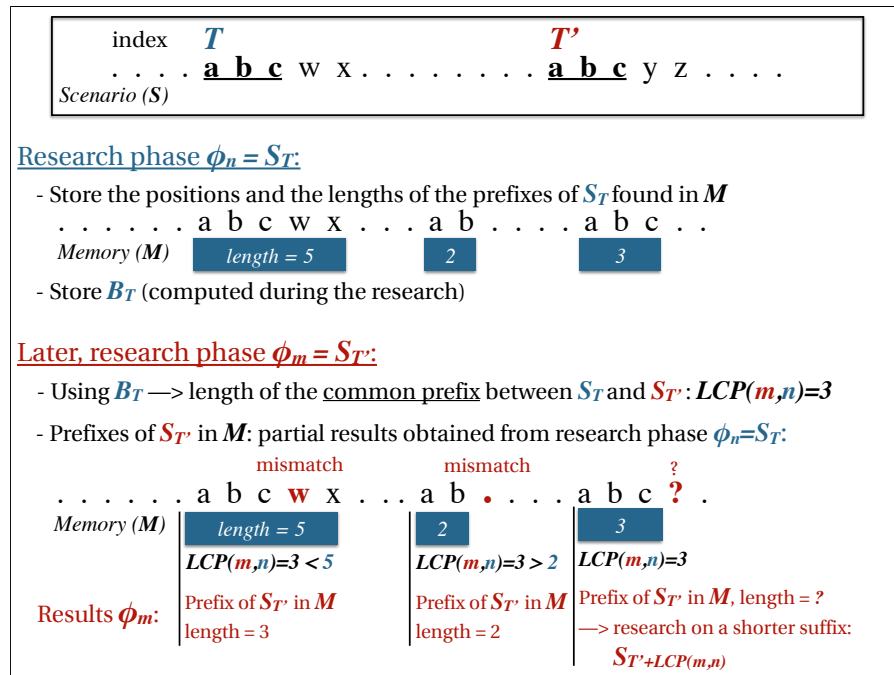 index T T’
. . . . . a b c w x . . . . . . . . . a b c y z . . . .
Scenario (S)
Research phase ϕn = ST:
- Store the positions and the lengths of the prefixes of ST found in M
. . . . . . a b c w x . . . a b . . . . a b c . .
Memory (M) length = 5 2 3
- Store BT (computed during the research)
Later, research phase ϕm = ST’:
- Using BT —> length of the common prefix between ST and ST’ : LCP(m,n)=3
- Prefixes of ST’ in M: partial results obtained from research phase ϕn=ST:
mismatch mismatch ?
. . . . . . a b c w x . . . a b • . . . a b c ? .
Memory (M) length = 5 2 3
LCP(m,n)=3 < 5 LCP(m,n)=3 > 2 LCP(m,n)=3
Results ϕm: Prefix of ST’ in M Prefix of ST’ in M Prefix of ST’ in M, length = ?
length = 3 length = 2 —> research on a shorter suffix:
ST’+LCP(m,n)